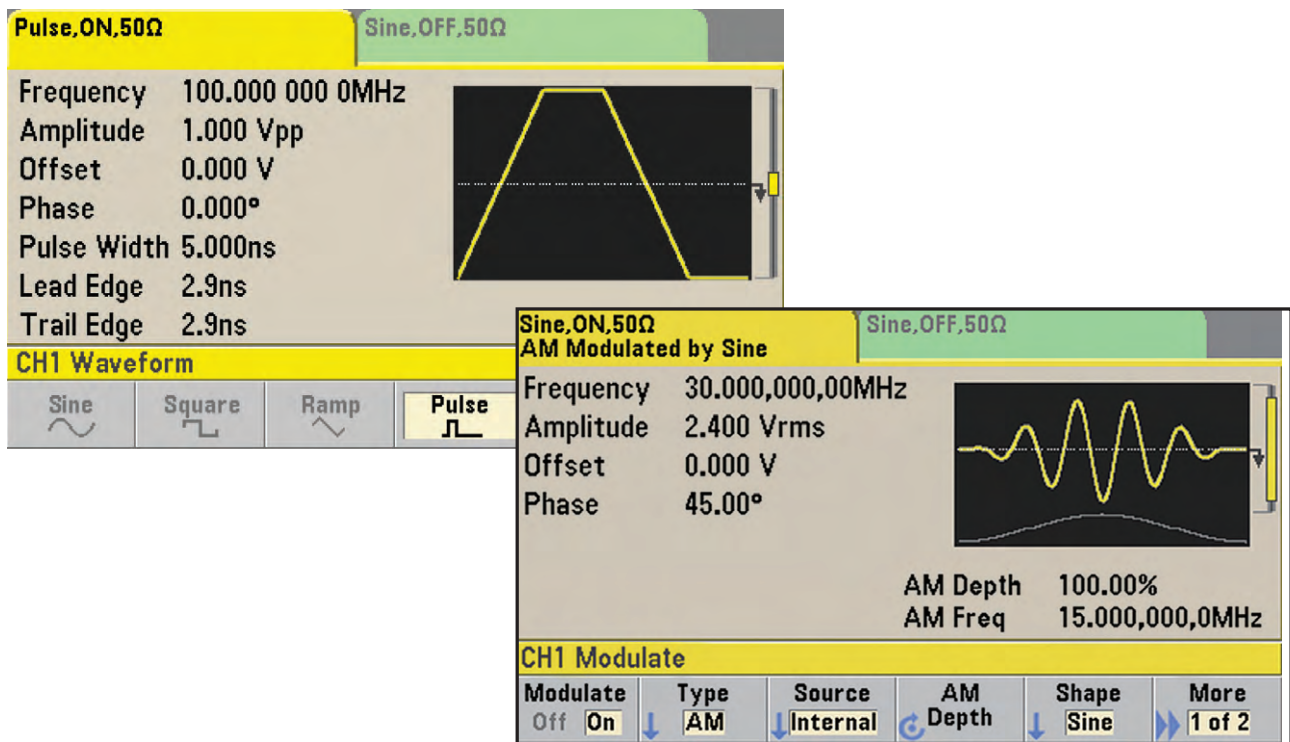 Pulse,ON,50Ω
Sine,OFF,50Ω
Frequency 100.000 000 0MHz
Amplitude 1.000 Vpp
Offset 0.000 V
Phase 0.000°
Pulse Width 5.000ns
Lead Edge 2.9ns
Trail Edge 2.9ns
CH1 Waveform
Sine
Square
Ramp
Pulse
Sine,ON,50Ω
AM Modulated by Sine
Sine,OFF,50Ω
Frequency 30.000,000,00MHz
Amplitude 2.400 Vrms
Offset 0.000 V
Phase 45.00°
AM Depth 100.00%
AM Freq 15.000,000,0MHz
CH1 Modulate
Modulate
Off On
Type
AM
Source
Internal
AM
Depth
Shape
Sine
More
1 of 2